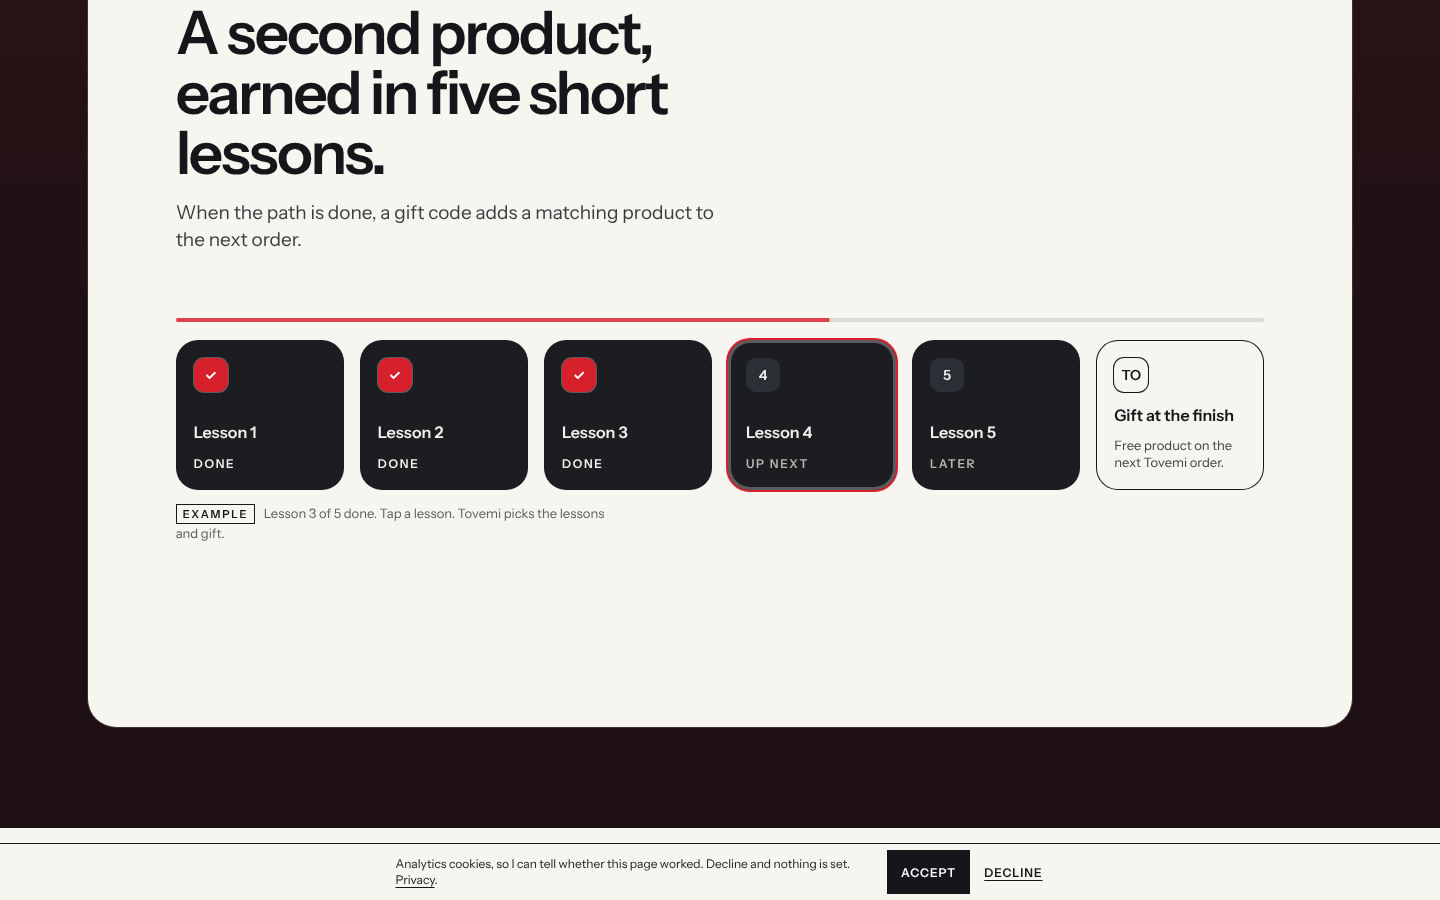 A second product,
earned in five short
lessons.
When the path is done, a gift code adds a matching product to
the next order.
Lesson 1
DONE
Lesson 2
DONE
Lesson 3
DONE
4
Lesson 4
UP NEXT
5
Lesson 5
LATER
TO
Gift at the finish
Free product on the
next Tovemi order.
EXAMPLE Lesson 3 of 5 done. Tap a lesson. Tovemi picks the lessons
and gift.
Analytics cookies, so I can tell whether this page worked. Decline and nothing is set.
Privacy.
ACCEPT
DECLINE